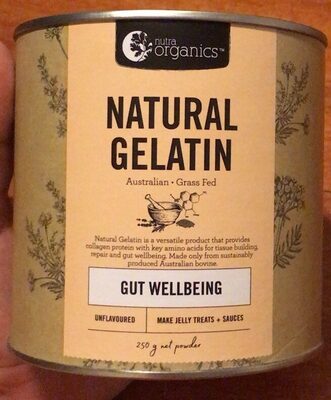 nutra
organics™
NATURAL
GELATIN
Australian • Grass Fed
Natural Gelatin is a versatile product that provides
collagen protein with key amino acids for tissue building,
repair and gut wellbeing. Made only from sustainably
produced Australian bovine.
GUT WELLBEING
UNFLAVOURED
MAKE JELLY TREATS + SAUCES
250 g net powder